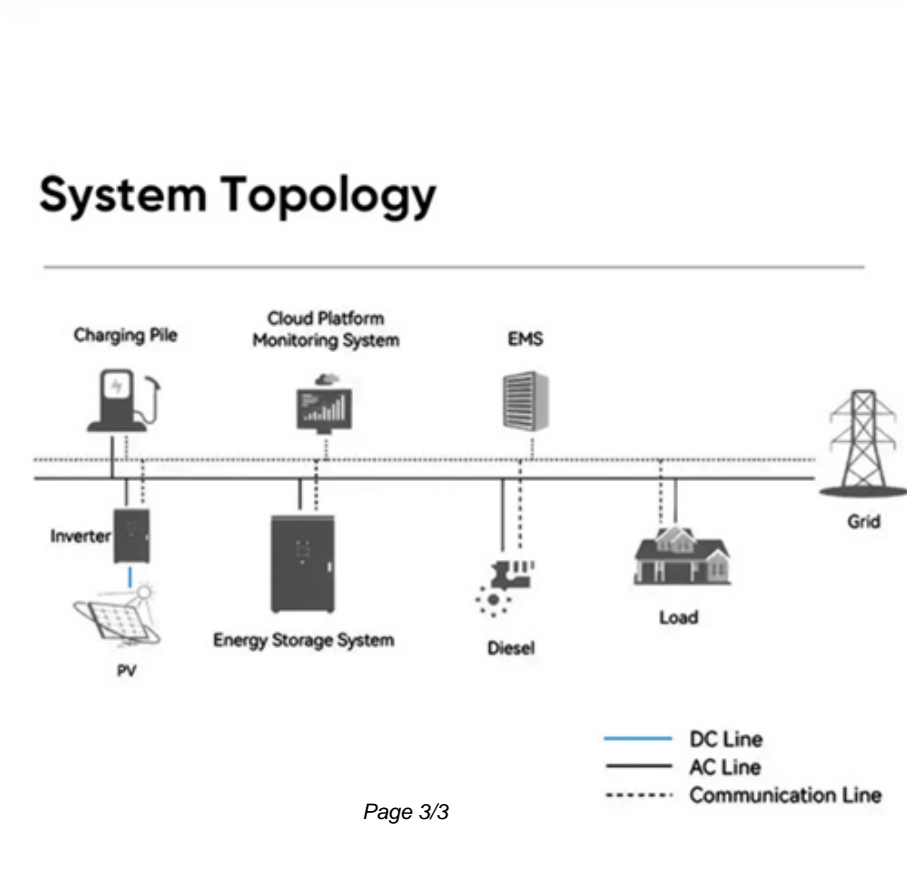 System Topology
Charging Pile
Cloud Platform
Monitoring System
EMS
Grid
Inverter
Load
Energy Storage System
Diesel
PV
DC Line
AC Line
Communication Line
Page 3/3